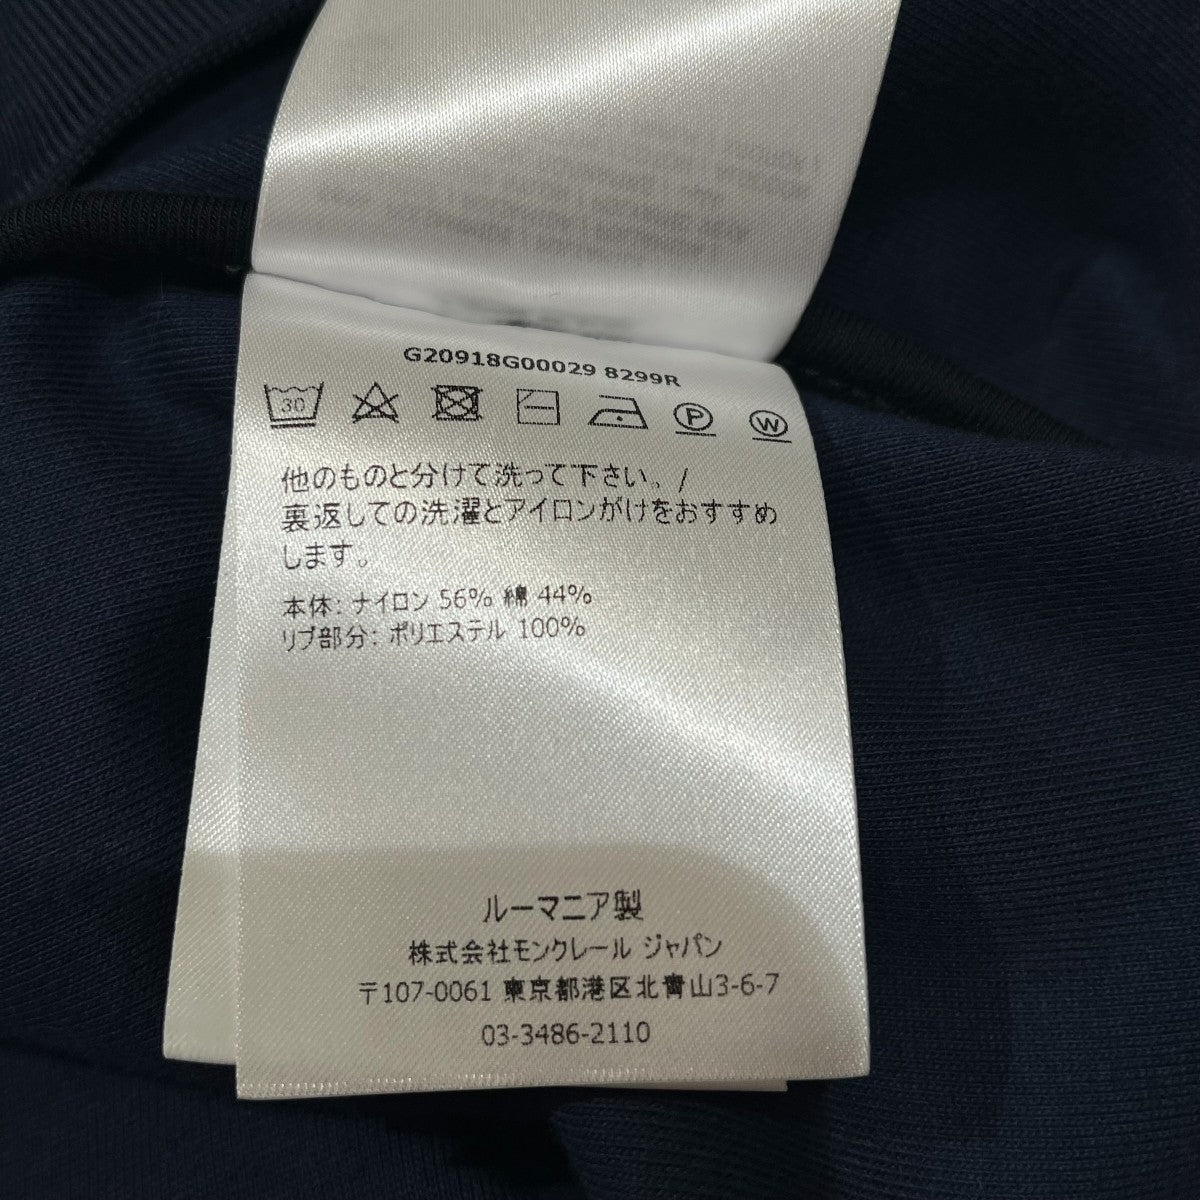 G20918G00029 8299R
30 P W
他のものと分けて洗って下さい。/
裏返しての洗濯とアイロンがけをおすすめ
します。
本体: ナイロン 56% 綿 44%
リブ部分: ポリエステル 100%
ルーマニア製
株式会社モンクレール ジャパン
〒107-0061 東京都港区北青山3-6-7
03-3486-2110